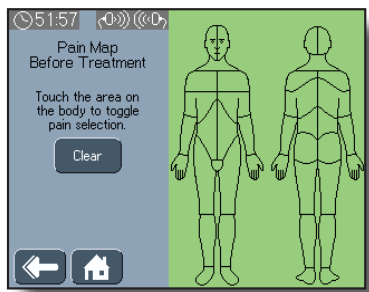 51:57
Pain Map
Before Treatment
Touch the area on
the body to toggle
pain selection.
Clear